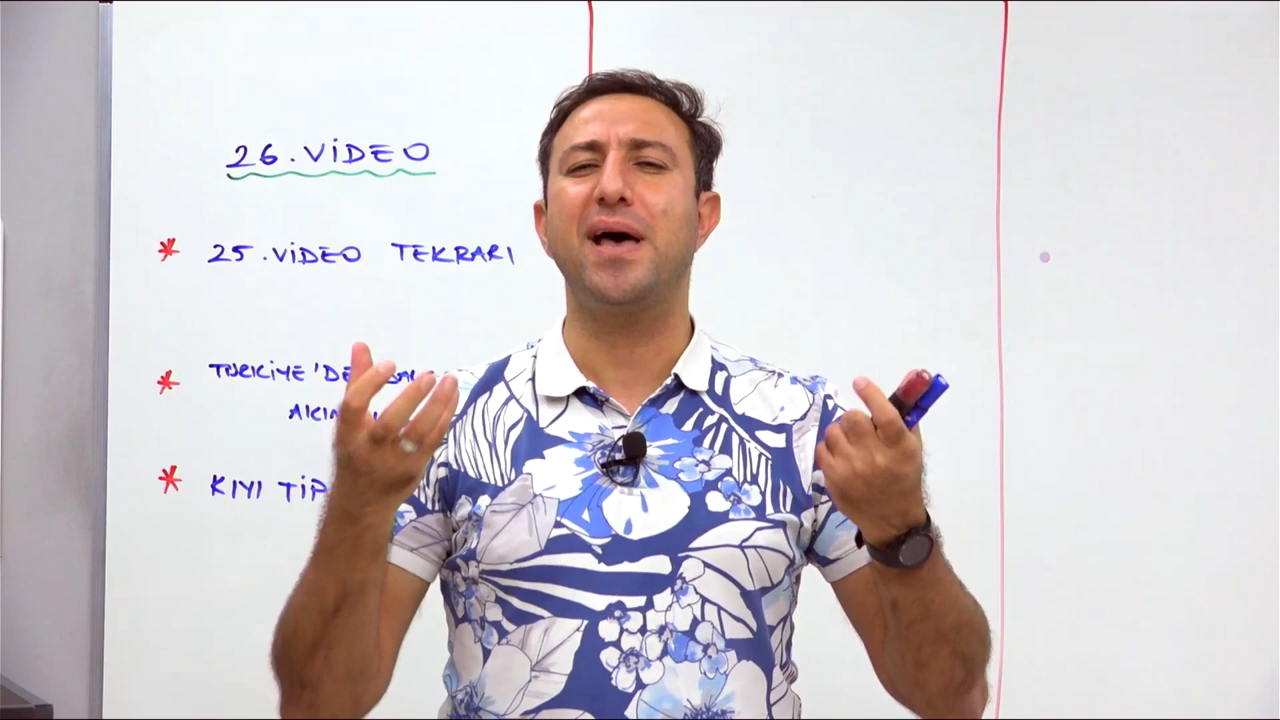 26.VİDEO
* 25.VİDEO TEKRARI
* TÜRKİYE'DE
* KIYI TİP